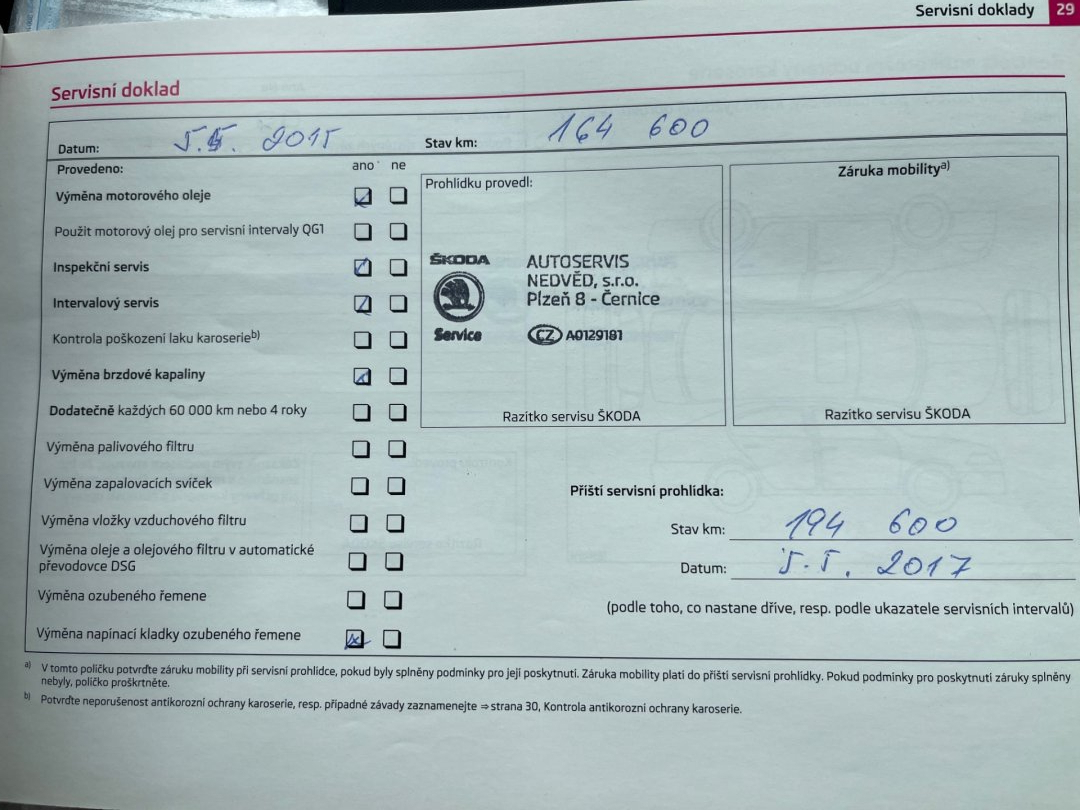 Servisní doklady 29
Servisní doklad
Datum: 5.5. 2015 Stav km: 164 600
Provedeno: ano ne
Výměna motorového oleje
Použit motorový olej pro servisní intervaly QG1
Inspekční servis
Intervalový servis
Kontrola poškození laku karoserie b)
Výměna brzdové kapaliny
Dodatečně každých 60 000 km nebo 4 roky
Výměna palivového filtru
Výměna zapalovacích svíček
Výměna vložky vzduchového filtru
Výměna oleje a olejového filtru v automatické
převodovce DSG
Výměna ozubeného řemene
Výměna napínací kladky ozubeného řemene
Prohlídku provedl:
ŠKODA
Service
AUTOSERVIS
NEDVĚD, s.r.o.
Plzeň 8 - Černice
CZ A0129181
Razítko servisu ŠKODA
Záruka mobility a)
Razítko servisu ŠKODA
Příští servisní prohlídka:
Stav km: 194 600
Datum: 5.5. 2017
(podle toho, co nastane dříve, resp. podle ukazatele servisních intervalů)
a) V tomto políčku potvrďte záruku mobility při servisní prohlídce, pokud byly splněny podmínky pro její poskytnutí. Záruka mobility platí do příští servisní prohlídky. Pokud podmínky pro poskytnutí záruky splněny
nebyly, políčko proškrtněte.
b) Potvrďte neporušenost antikorozní ochrany karoserie, resp. případné závady zaznamenejte ⇒ strana 30, Kontrola antikorozní ochrany karoserie.